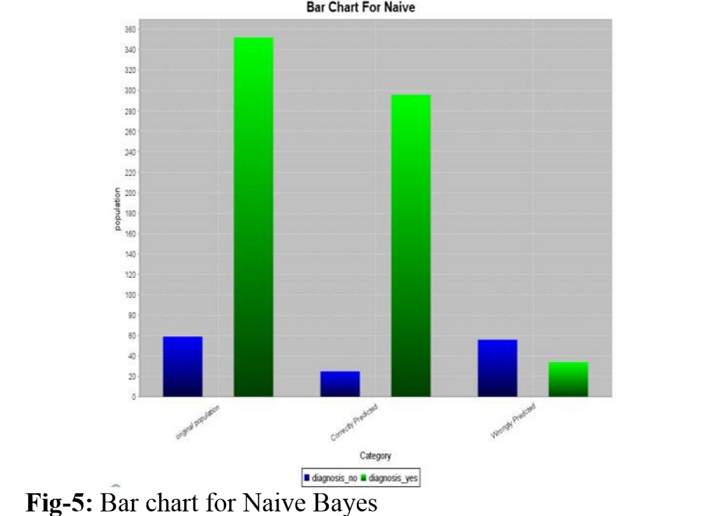 Bar Chart For Naive
360
340
320
300
280
260
240
220
200
180
160
140
120
100
80
60
40
20
0
population
original population
Correctly Predicted
Wrongly Predicted
Category
diagnosis_no diagnosis_yes
Fig-5: Bar chart for Naive Bayes